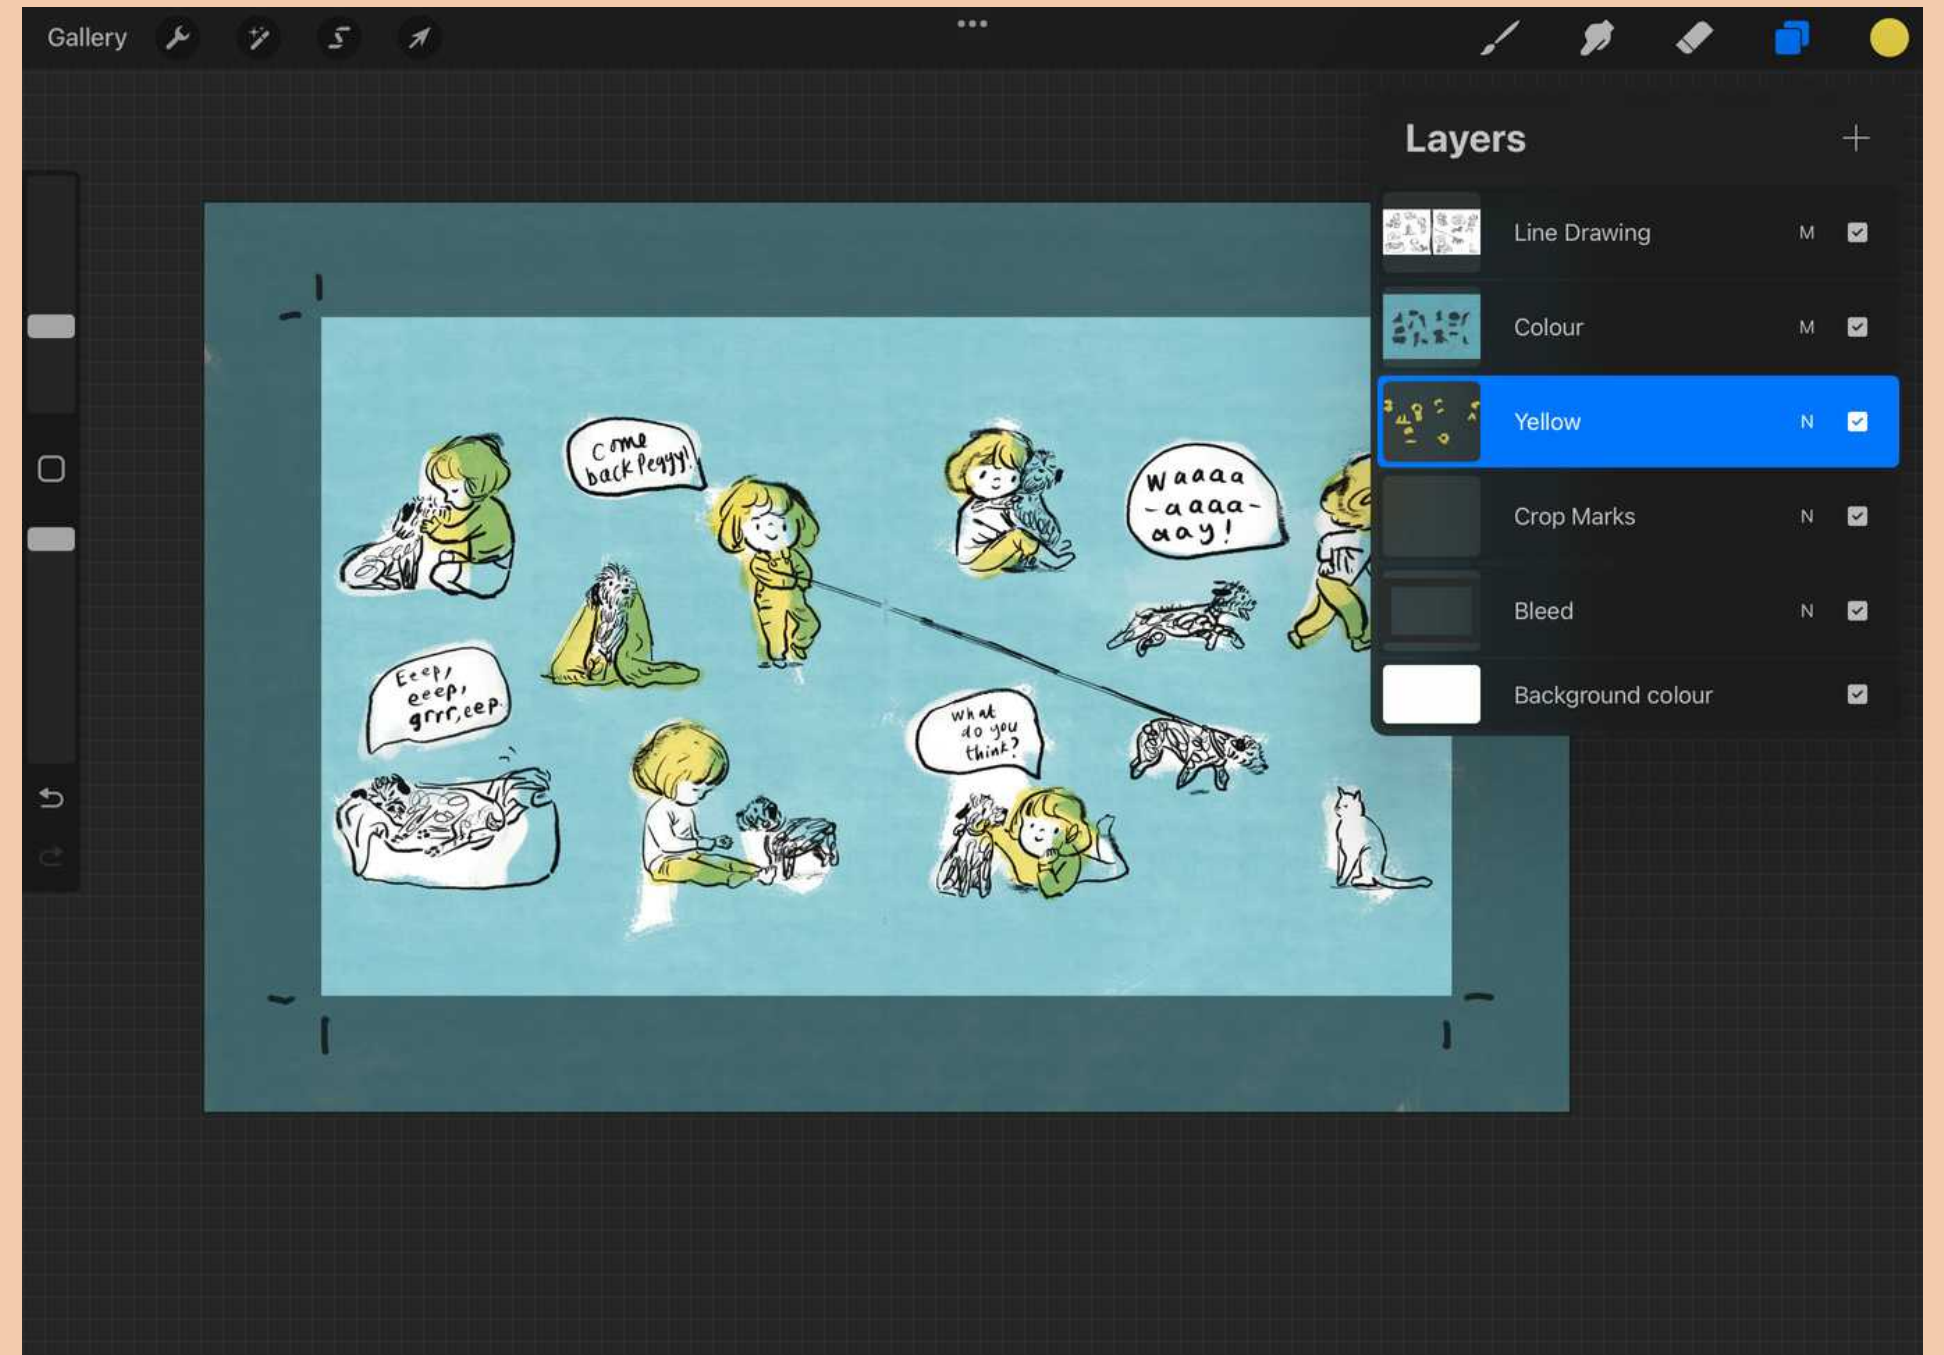 Gallery
Layers
Line Drawing M
Colour M
Yellow N
Crop Marks N
Bleed N
Background colour
Come
back Peggy!
Waaaa
-aaaa-
aay!
Eeep,
eeep,
grrr, eep.
What
do you
think?